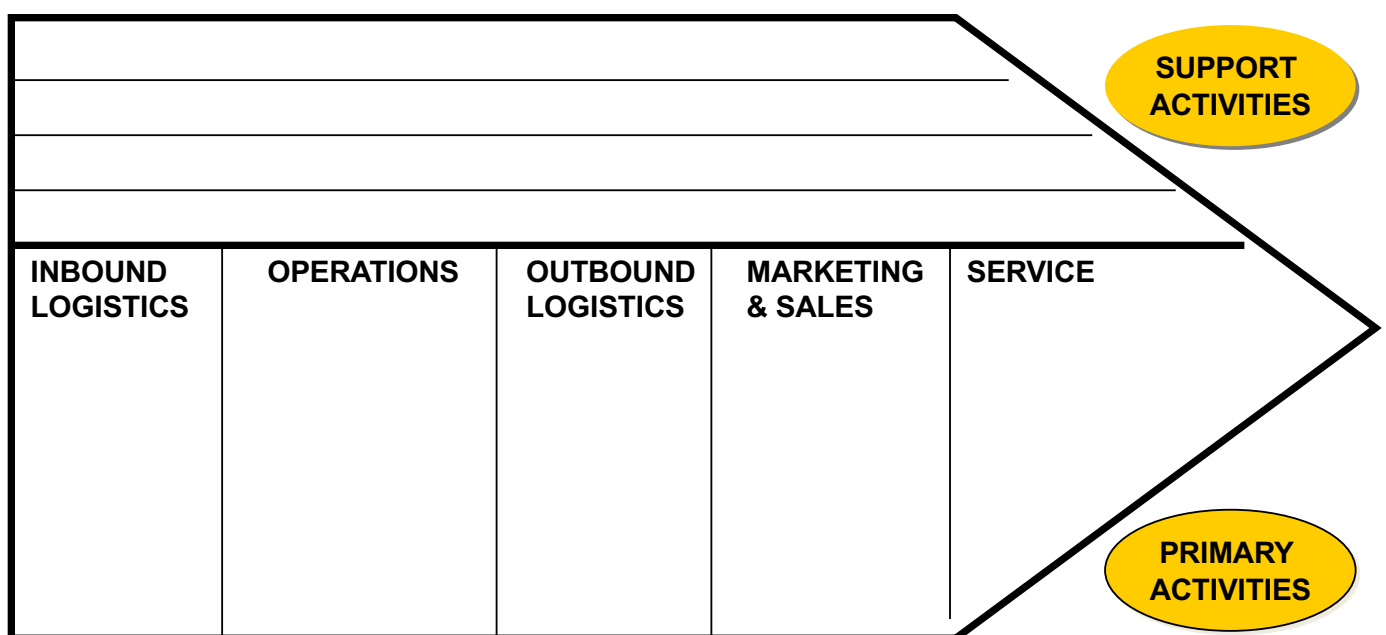 SUPPORT
ACTIVITIES
INBOUND
LOGISTICS
OPERATIONS
OUTBOUND
LOGISTICS
MARKETING
& SALES
SERVICE
PRIMARY
ACTIVITIES